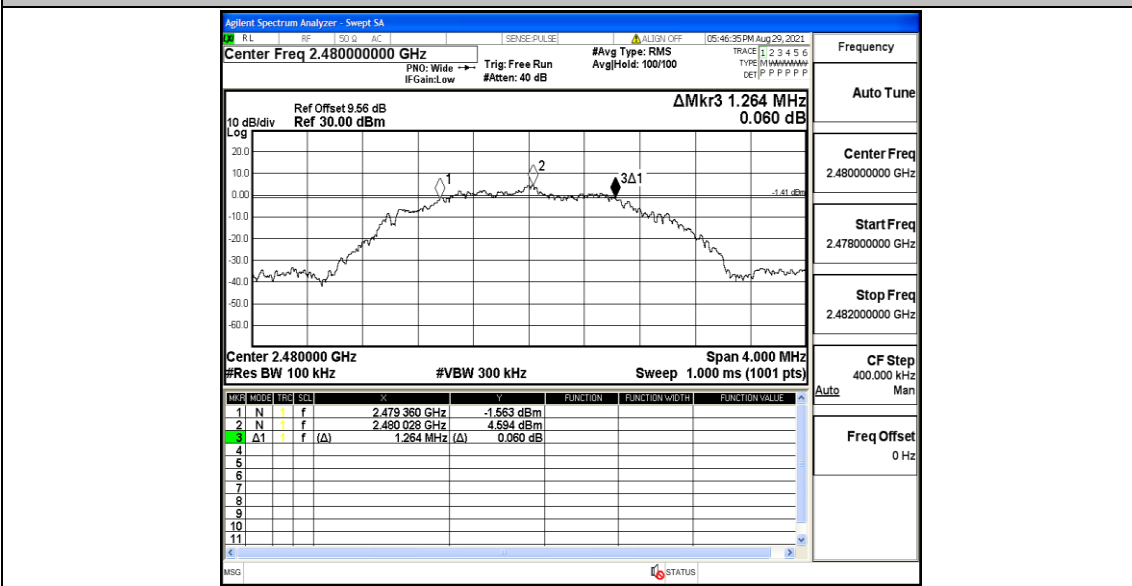 Agilent Spectrum Analyzer - Swept SA
RL RF 50 Ω AC SENSE:PULSE ALIGN OFF 05:46:35 PM Aug 29, 2021
Center Freq 2.480000000 GHz
PNO: Wide
IFGain:Low
Trig: Free Run
#Atten: 40 dB
#Avg Type: RMS
Avg|Hold: 100/100
TRACE 1 2 3 4 5 6
TYPE M
DET P P P P P P
ΔMkr3 1.264 MHz
0.060 dB
Ref Offset 9.56 dB
10 dB/div Ref 30.00 dBm
Log
20.0
10.0
0.00
-10.0
-20.0
-30.0
-40.0
-50.0
-60.0
1
2
3Δ1
-1.41 dBm
Center 2.480000 GHz Span 4.000 MHz
#Res BW 100 kHz #VBW 300 kHz Sweep 1.000 ms (1001 pts)
MKR MODE TRC SCL X Y FUNCTION FUNCTION WIDTH FUNCTION VALUE
1 N 1 f 2.479 360 GHz -1.563 dBm
2 N 1 f 2.480 028 GHz 4.594 dBm
3 Δ1 1 f (Δ) 1.264 MHz (Δ) 0.060 dB
4
5
6
7
8
9
10
11
MSG STATUS
Frequency
Auto Tune
Center Freq
2.480000000 GHz
Start Freq
2.478000000 GHz
Stop Freq
2.482000000 GHz
CF Step
400.000 kHz
Auto Man
Freq Offset
0 Hz